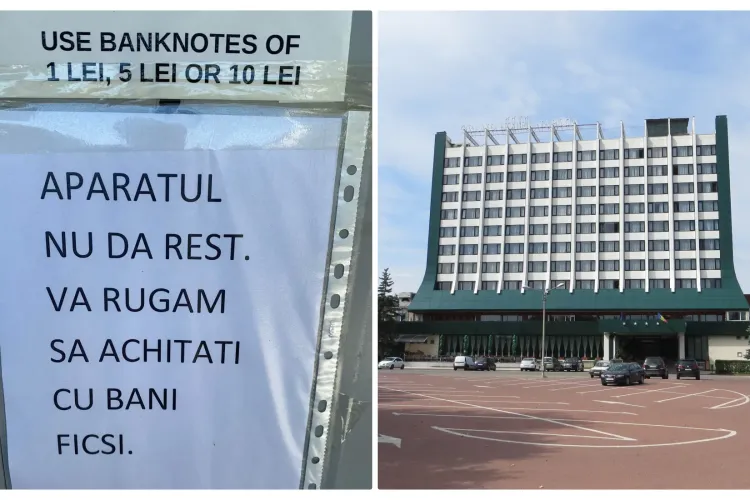 USE BANKNOTES OF
1 LEI, 5 LEI OR 10 LEI
APARATUL
NU DA REST.
VA RUGAM
SA ACHITATI
CU BANI
FICSI.